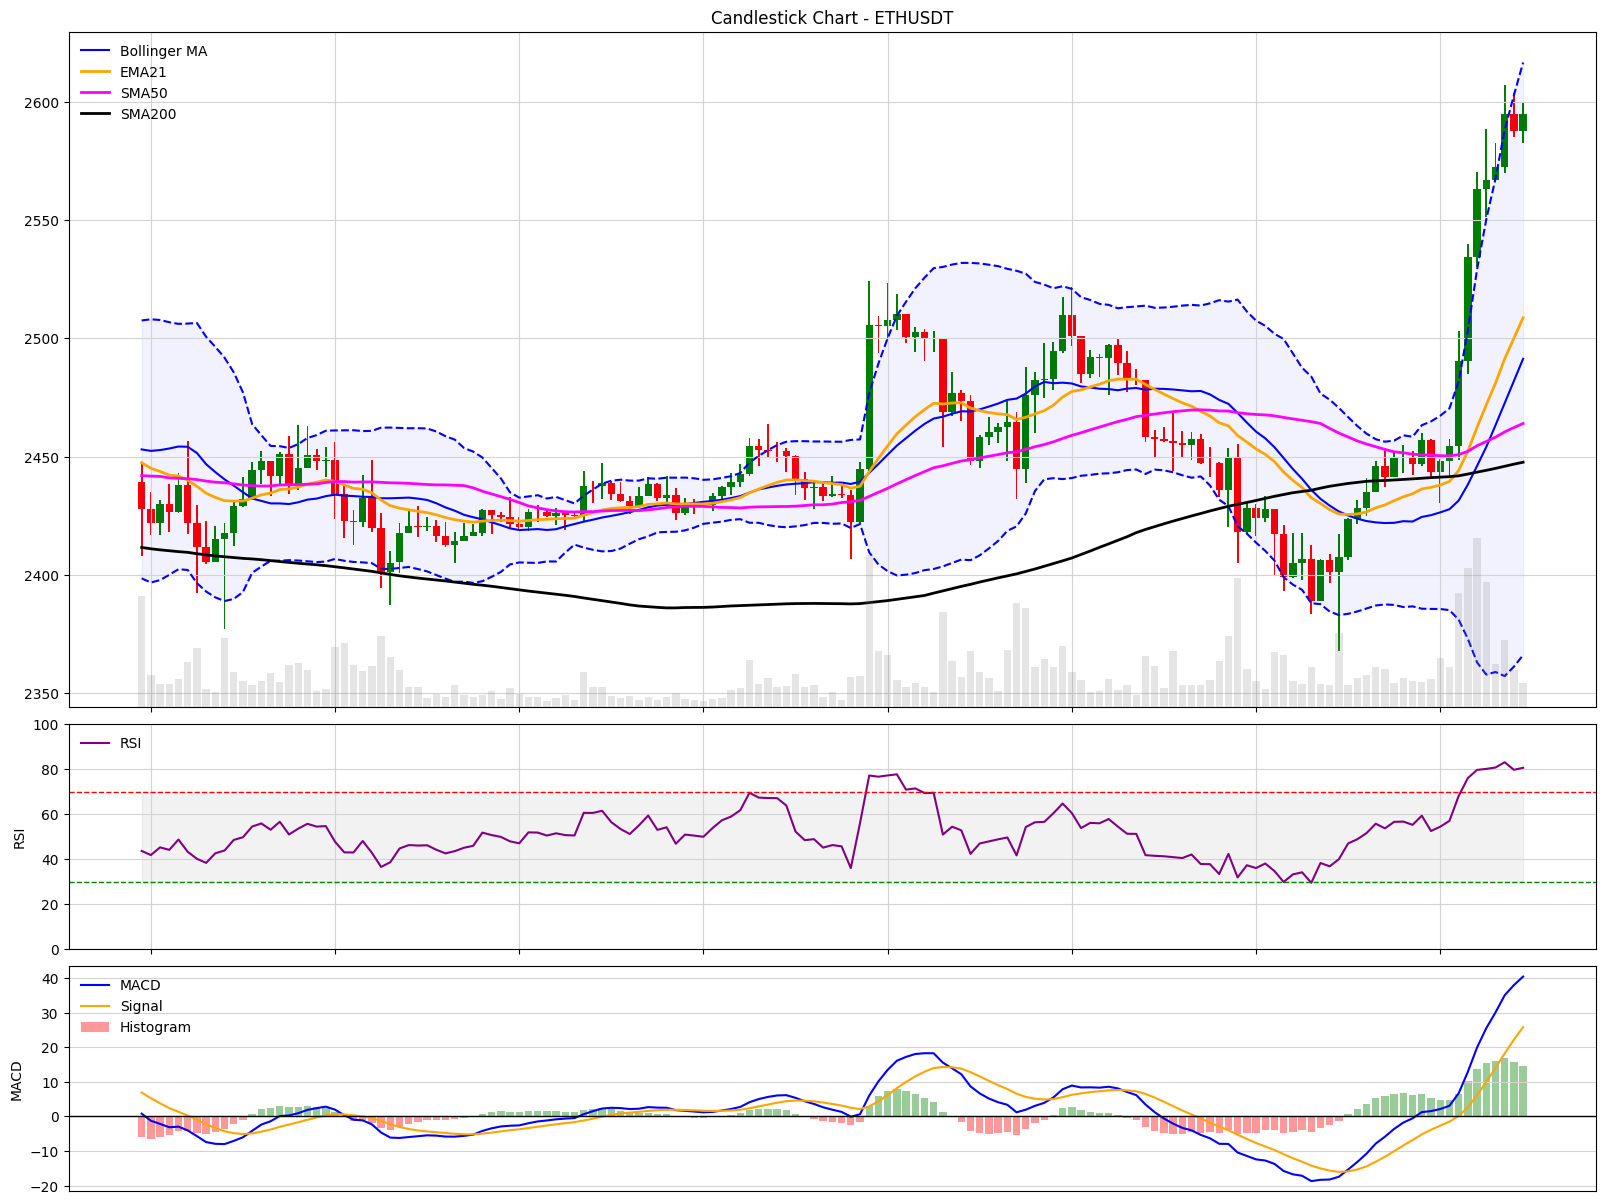 Candlestick Chart - ETHUSDT
Bollinger MA
EMA21
SMA50
SMA200
2600
2550
2500
2450
2400
2350
RSI
100
80
60
40
20
0
RSI
MACD
Signal
Histogram
40
30
20
10
0
−10
−20
MACD